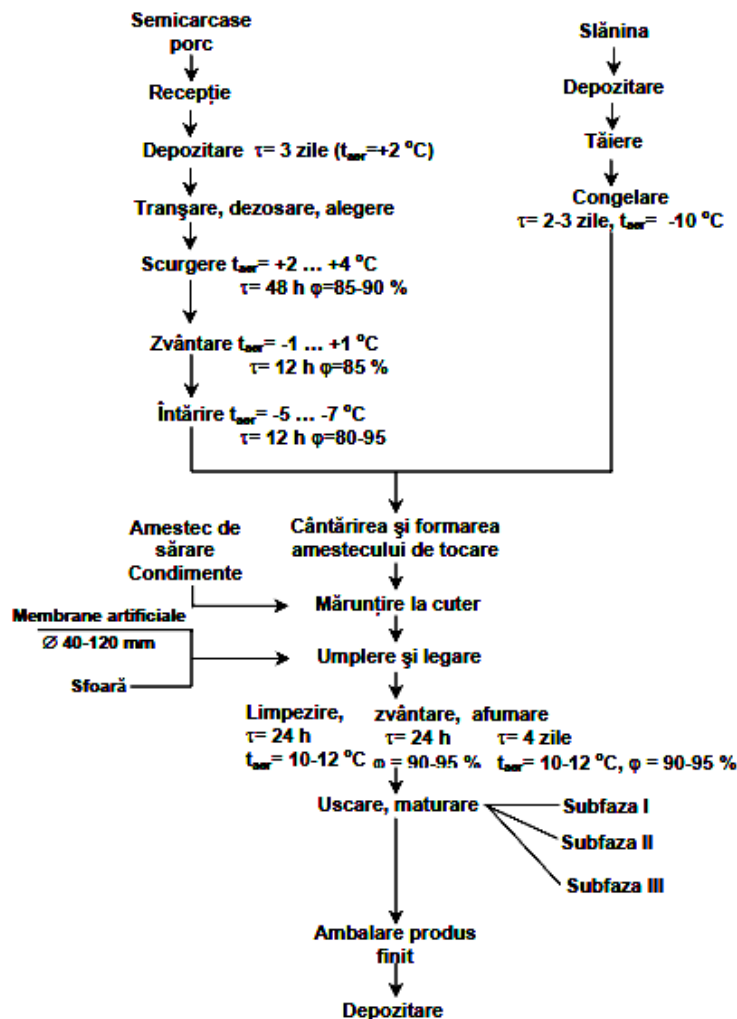 Semicarcase
porc
Recepţie
Depozitare τ= 3 zile (taer=+2 °C)
Tranşare, dezosare, alegere
Scurgere taer= +2 ... +4 °C
τ= 48 h φ=85-90 %
Zvântare taer= -1 ... +1 °C
τ= 12 h φ=85 %
Întărire taer= -5 ... -7 °C
τ= 12 h φ=80-95
Slănina
Depozitare
Tăiere
Congelare
τ= 2-3 zile, taer= -10 °C
Cântărirea şi formarea
amestecului de tocare
Amestec de
sărare
Condimente
Mărunţire la cuter
Membrane artificiale
Ø 40-120 mm
Sfoară
Umplere şi legare
Limpezire, zvântare, afumare
τ= 24 h τ= 24 h τ= 4 zile
taer= 10-12 °C φ = 90-95 % taer= 10-12 °C, φ = 90-95 %
Uscare, maturare
Subfaza I
Subfaza II
Subfaza III
Ambalare produs
finit
Depozitare